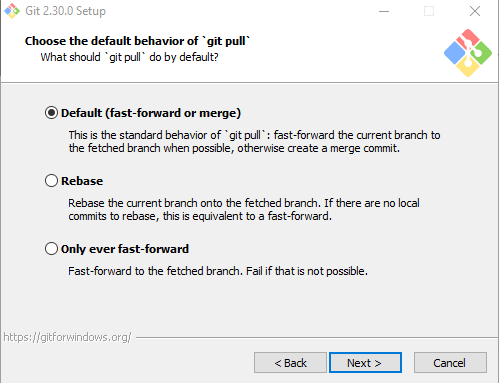 Git 2.30.0 Setup
Choose the default behavior of `git pull`
What should `git pull` do by default?
Default (fast-forward or merge)
This is the standard behavior of `git pull`: fast-forward the current branch to
the fetched branch when possible, otherwise create a merge commit.
Rebase
Rebase the current branch onto the fetched branch. If there are no local
commits to rebase, this is equivalent to a fast-forward.
Only ever fast-forward
Fast-forward to the fetched branch. Fail if that is not possible.
https://gitforwindows.org/
< Back
Next >
Cancel